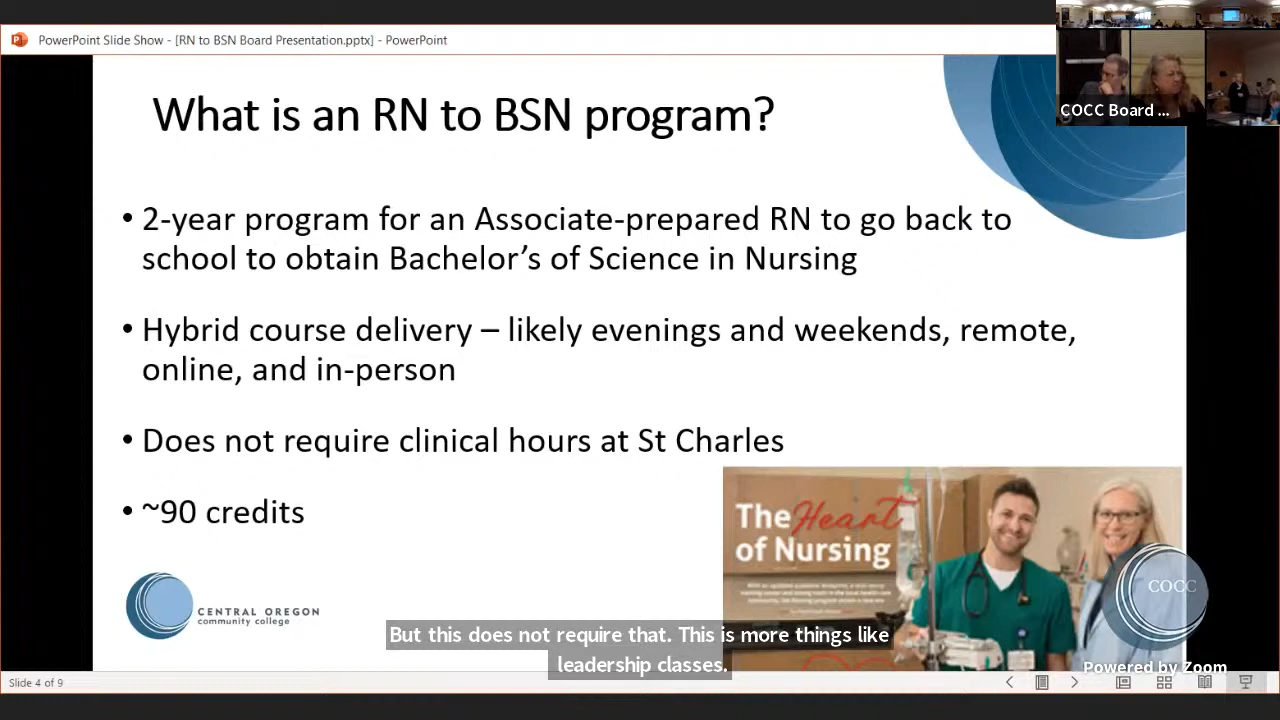 PowerPoint Slide Show - [RN to BSN Board Presentation.pptx] - PowerPoint
COCC Board ...
What is an RN to BSN program?
• 2-year program for an Associate-prepared RN to go back to
school to obtain Bachelor's of Science in Nursing
• Hybrid course delivery – likely evenings and weekends, remote,
online, and in-person
• Does not require clinical hours at St Charles
• ~90 credits
The Heart
of Nursing
COCC
CENTRAL OREGON
community college
But this does not require that. This is more things like
leadership classes.
Powered by Zoom
Slide 4 of 9